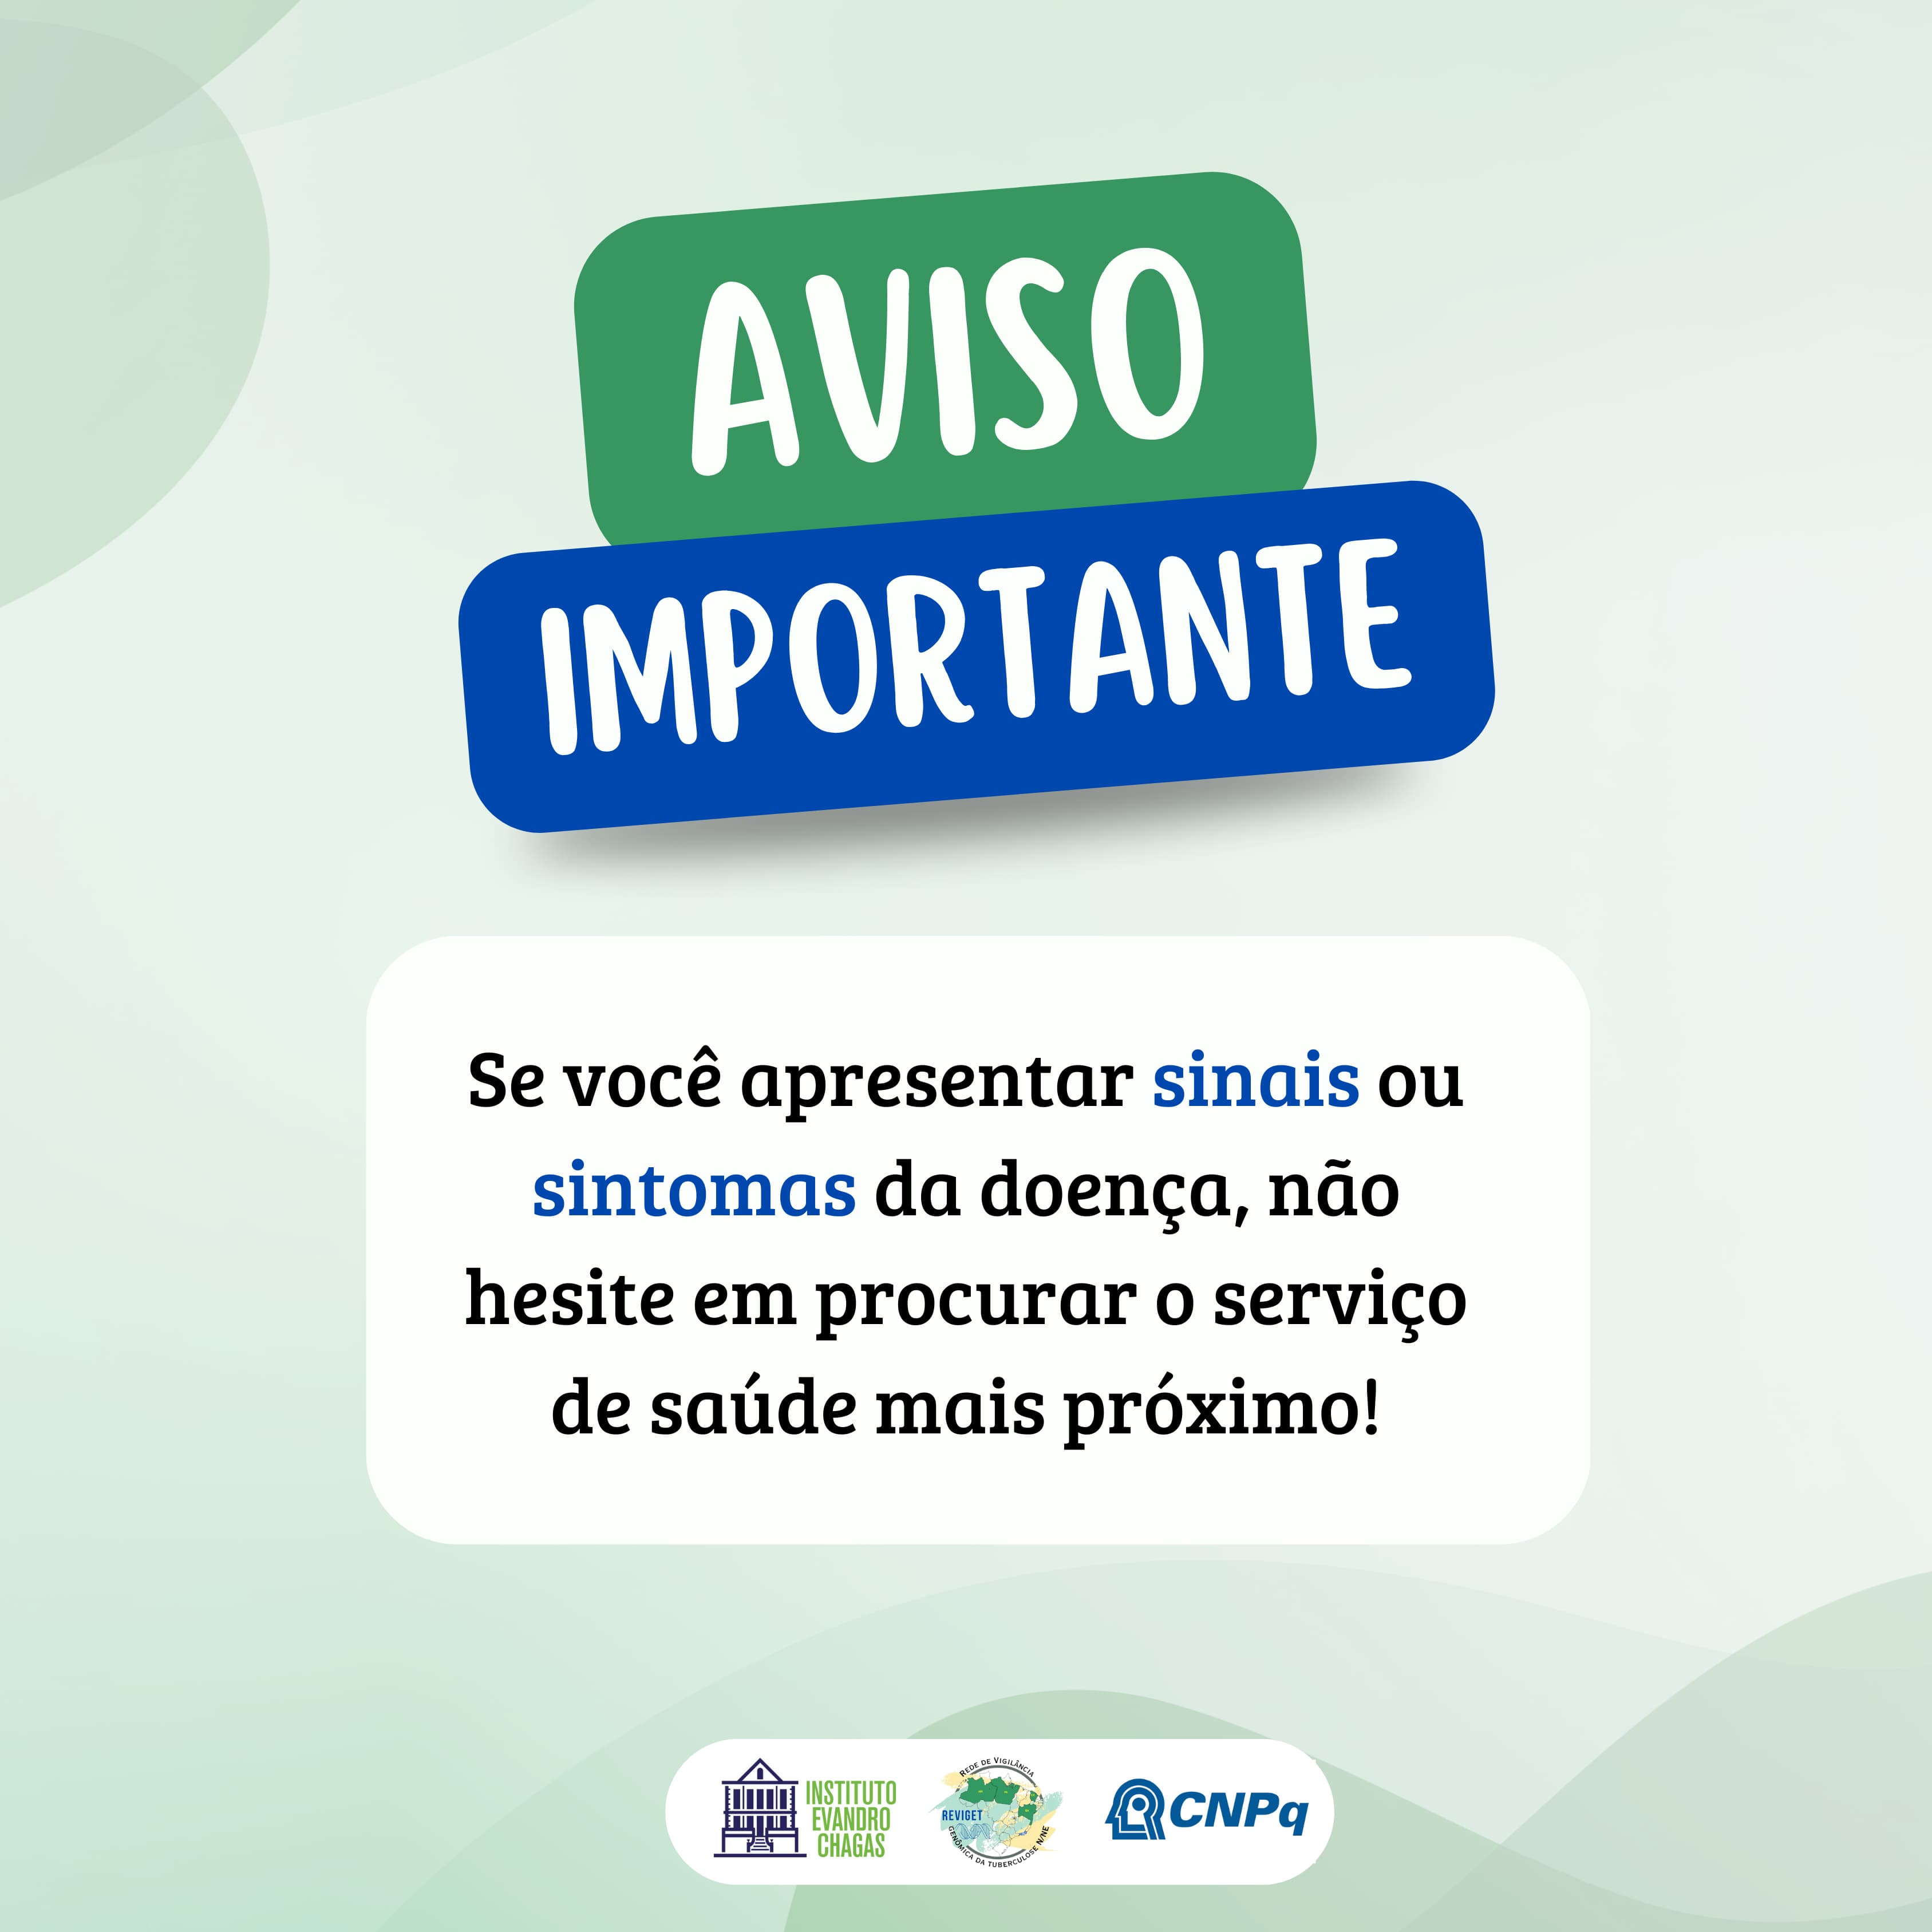 AVISO
IMPORTANTE
Se você apresentar sinais ou
sintomas da doença, não
hesite em procurar o serviço
de saúde mais próximo!
INSTITUTO
EVANDRO
CHAGAS
REDE DE VIGILÂNCIA
REVIGET
GENÔMICA DA TUBERCULOSE N/NE
CNPq